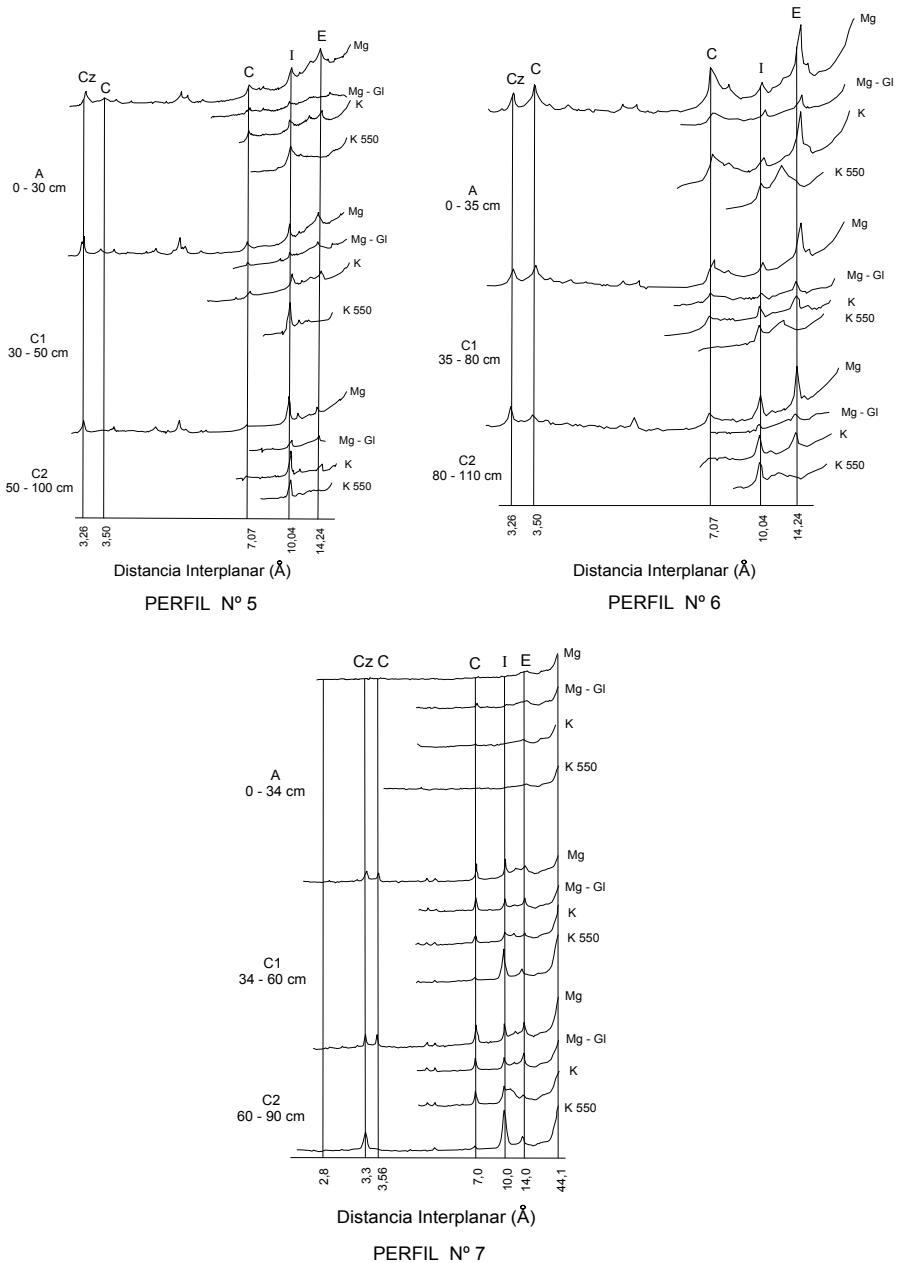 Cz C C I E Mg
Mg - Gl
K
K 550
A
0 - 30 cm
Mg
Mg - Gl
K
K 550
C1
30 - 50 cm
Mg
Mg - Gl
K
K 550
C2
50 - 100 cm
3,26 3,50 7,07 10,04 14,24
Distancia Interplanar (Å)
PERFIL Nº 5
Cz C C I E Mg
Mg - Gl
K
K 550
A
0 - 35 cm
Mg
Mg - Gl
K
K 550
C1
35 - 80 cm
Mg
Mg - Gl
K
K 550
C2
80 - 110 cm
3,26 3,50 7,07 10,04 14,24
Distancia Interplanar (Å)
PERFIL Nº 6
Cz C C I E Mg
Mg - Gl
K
K 550
A
0 - 34 cm
Mg
Mg - Gl
K
K 550
C1
34 - 60 cm
Mg
Mg - Gl
K
K 550
C2
60 - 90 cm
2,8 3,3 3,56 7,0 10,0 14,0 44,1
Distancia Interplanar (Å)
PERFIL Nº 7